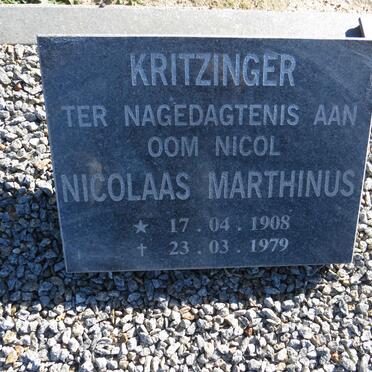 KRITZINGER
TER NAGEDAGTENIS AAN
OOM NICOL
NICOLAAS MARTHINUS
★ 17 . 04 . 1908
✝ 23 . 03 . 1979